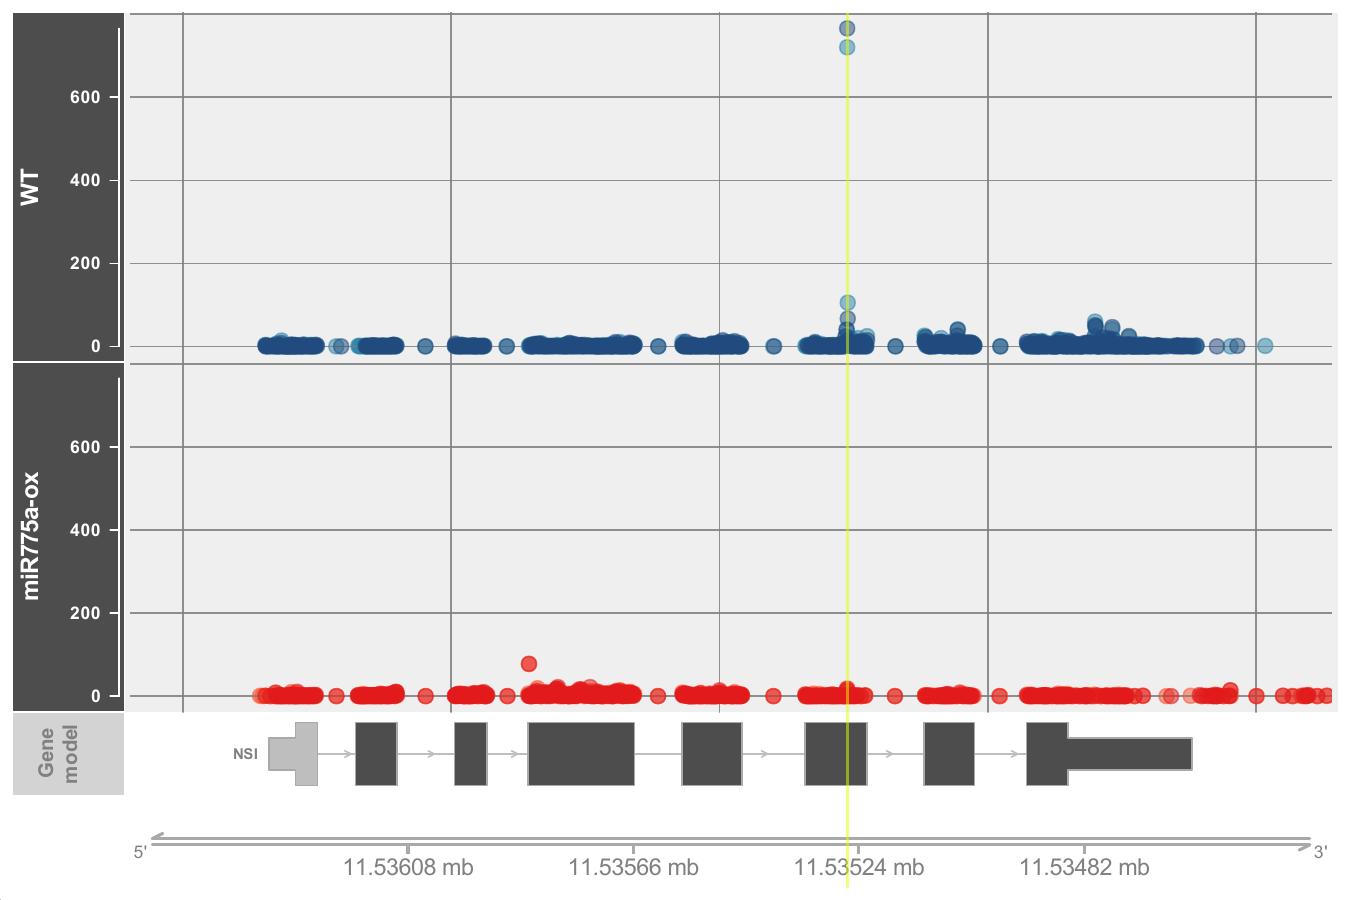 WT
600
400
200
0
miR775a-ox
600
400
200
0
Gene
model
NSI
5'
3'
11.53608 mb
11.53566 mb
11.53524 mb
11.53482 mb